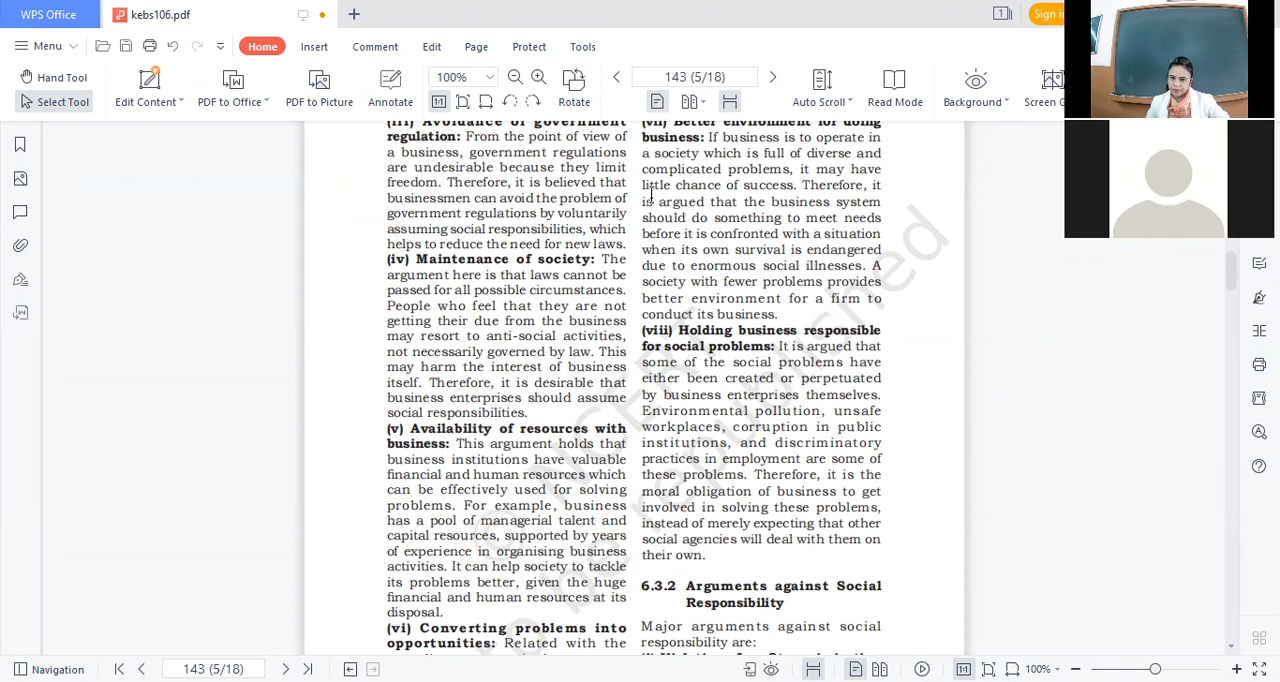 WPS Office
kebs106.pdf
1
Sign in
Menu
Home
Insert
Comment
Edit
Page
Protect
Tools
Hand Tool
Select Tool
Edit Content
PDF to Office
PDF to Picture
Annotate
100%
Rotate
143 (5/18)
Auto Scroll
Read Mode
Background
Screen G
(iii) Avoidance of government
regulation: From the point of view of
a business, government regulations
are undesirable because they limit
freedom. Therefore, it is believed that
businessmen can avoid the problem of
government regulations by voluntarily
assuming social responsibilities, which
helps to reduce the need for new laws.
(iv) Maintenance of society: The
argument here is that laws cannot be
passed for all possible circumstances.
People who feel that they are not
getting their due from the business
may resort to anti-social activities,
not necessarily governed by law. This
may harm the interest of business
itself. Therefore, it is desirable that
business enterprises should assume
social responsibilities.
(v) Availability of resources with
business: This argument holds that
business institutions have valuable
financial and human resources which
can be effectively used for solving
problems. For example, business
has a pool of managerial talent and
capital resources, supported by years
of experience in organising business
activities. It can help society to tackle
its problems better, given the huge
financial and human resources at its
disposal.
(vi) Converting problems into
opportunities: Related with the
(vii) Better environment for doing
business: If business is to operate in
a society which is full of diverse and
complicated problems, it may have
little chance of success. Therefore, it
is argued that the business system
should do something to meet needs
before it is confronted with a situation
when its own survival is endangered
due to enormous social illnesses. A
society with fewer problems provides
better environment for a firm to
conduct its business.
(viii) Holding business responsible
for social problems: It is argued that
some of the social problems have
either been created or perpetuated
by business enterprises themselves.
Environmental pollution, unsafe
workplaces, corruption in public
institutions, and discriminatory
practices in employment are some of
these problems. Therefore, it is the
moral obligation of business to get
involved in solving these problems,
instead of merely expecting that other
social agencies will deal with them on
their own.
6.3.2 Arguments against Social
Responsibility
Major arguments against social
responsibility are:
© NCERT
to be republished
Navigation
143 (5/18)
1:1
100%